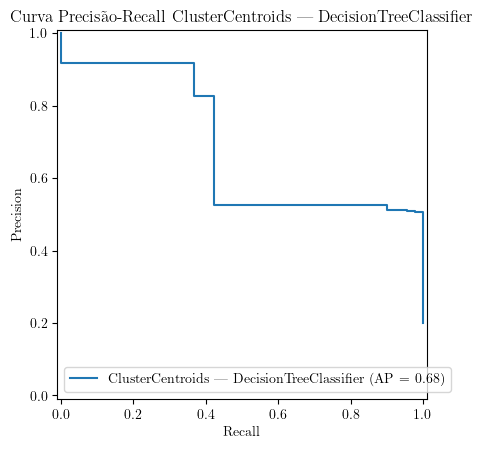 Curva Precisão-Recall ClusterCentroids — DecisionTreeClassifier
1.0
0.8
0.6
0.4
0.2
0.0
Precision
ClusterCentroids — DecisionTreeClassifier (AP = 0.68)
0.0 0.2 0.4 0.6 0.8 1.0
Recall